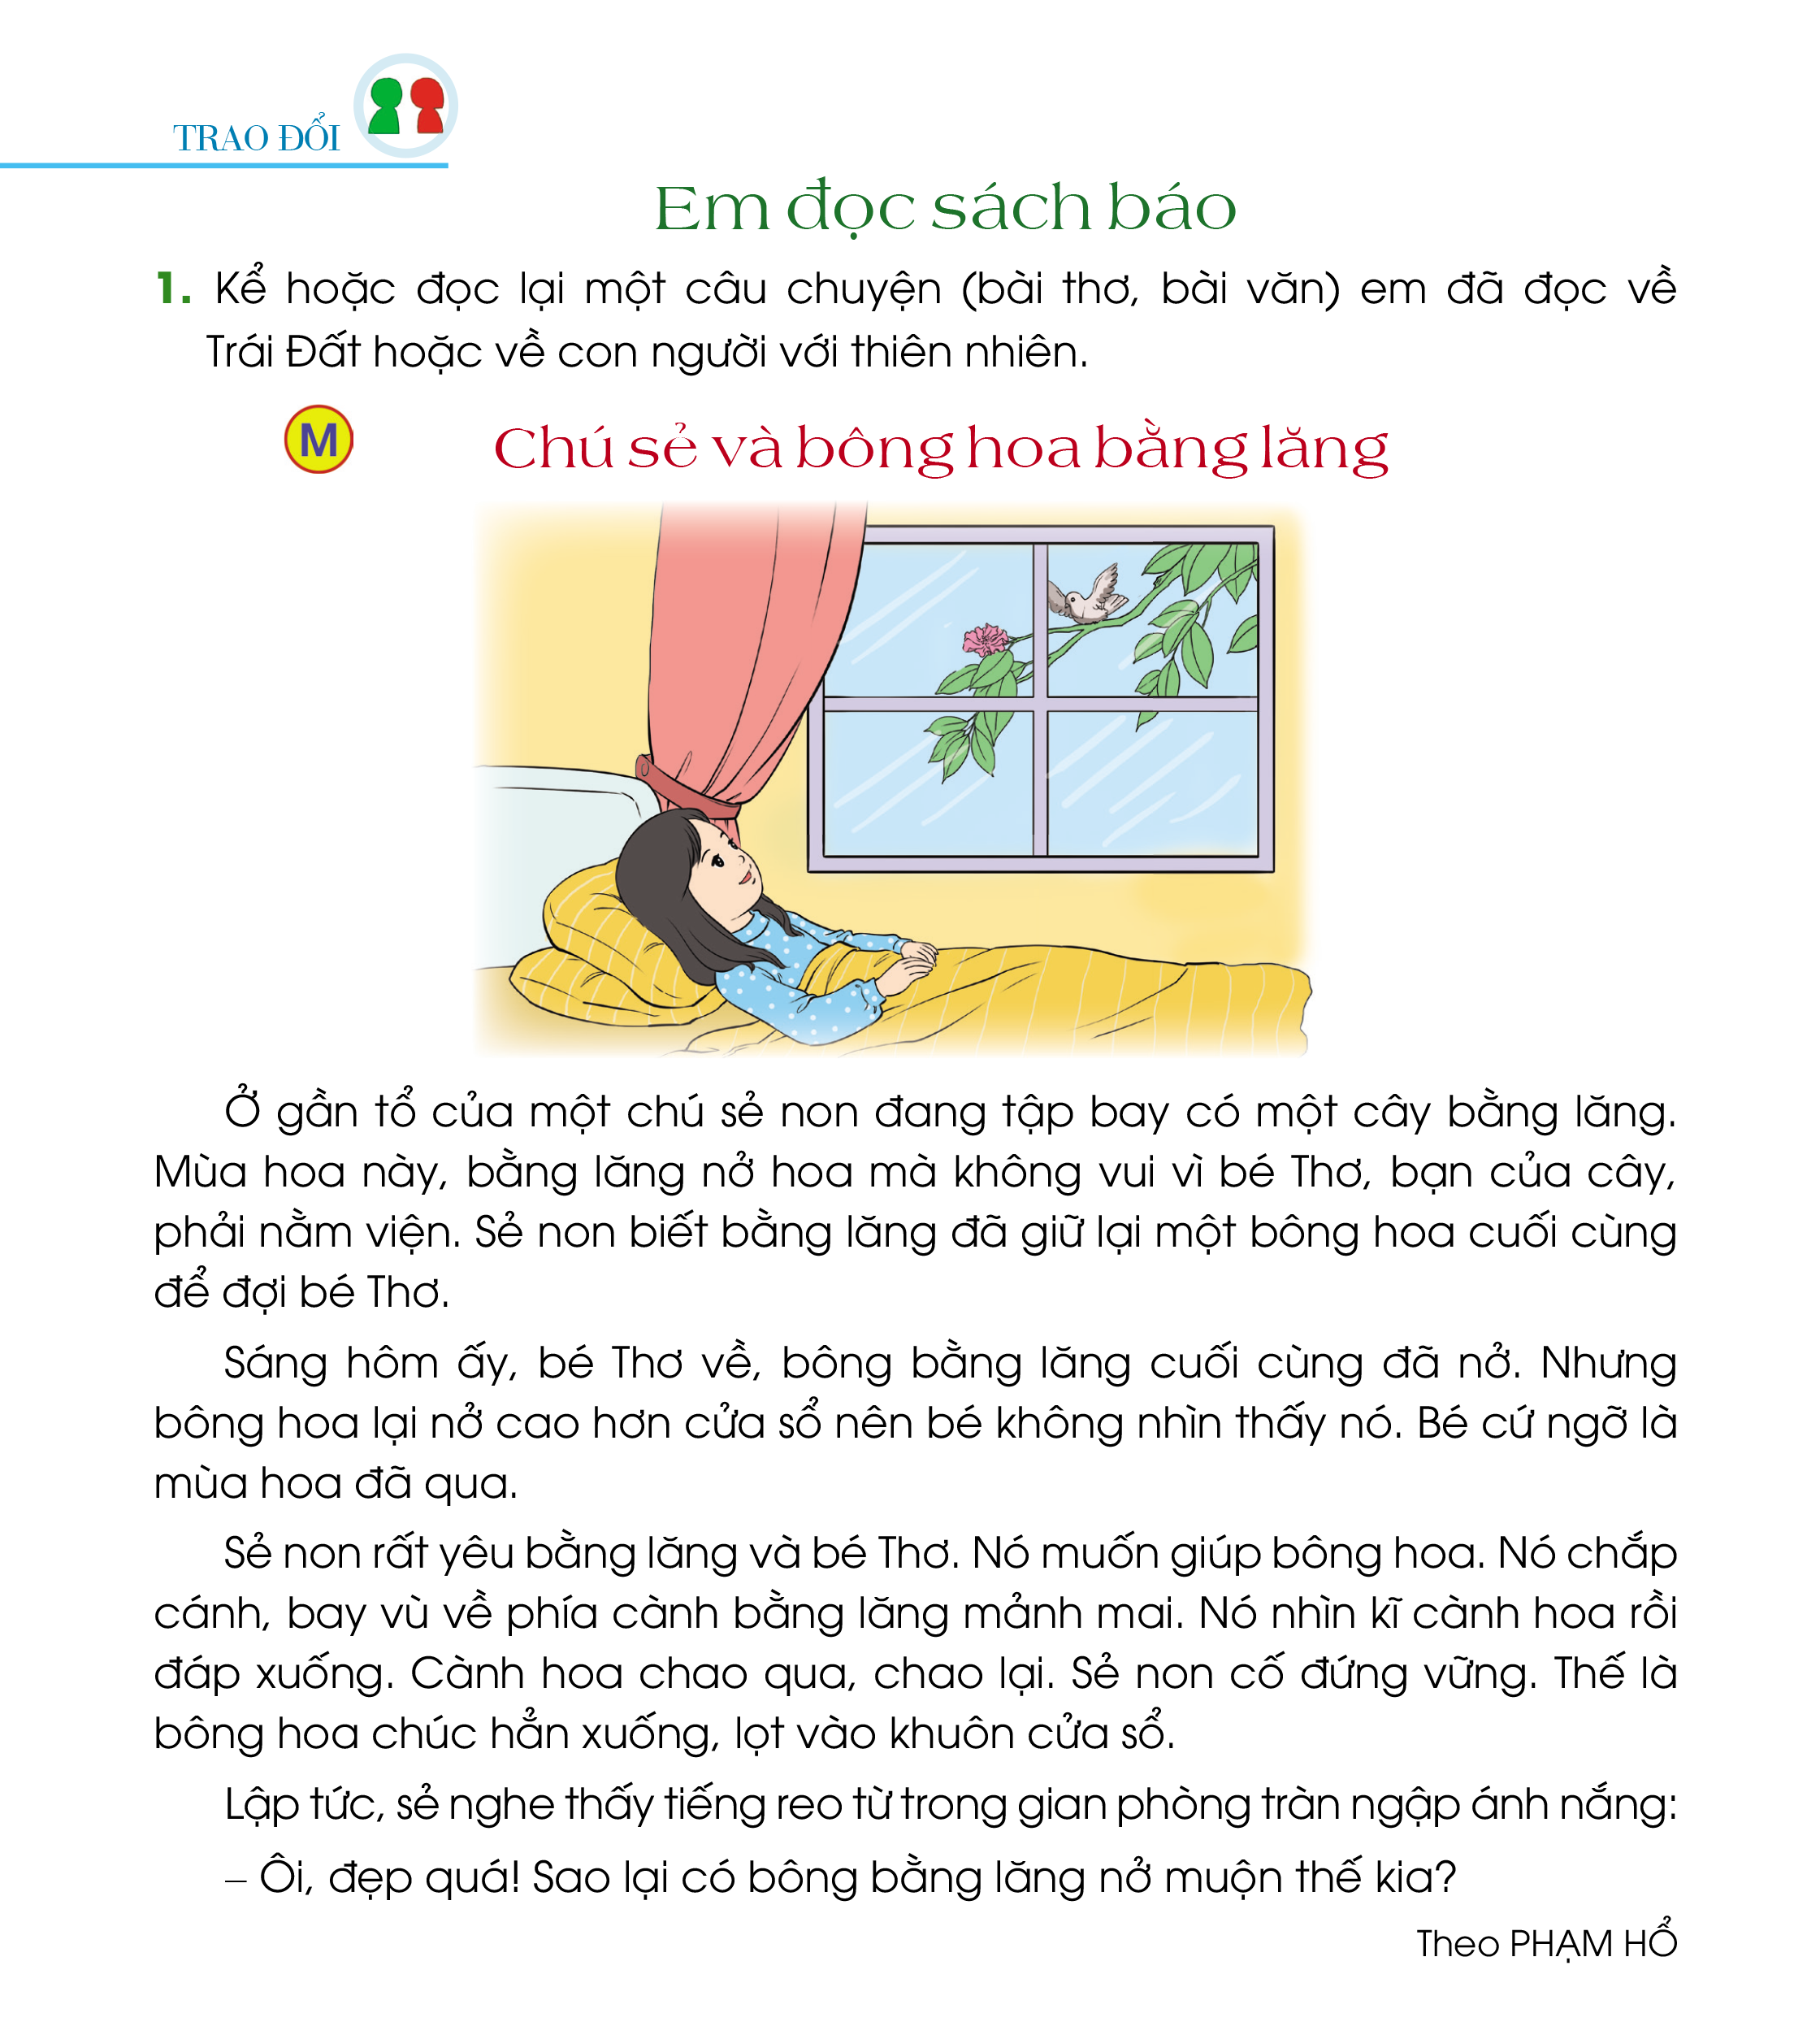 TRAO ĐỔI
Em đọc sách báo
1. Kể hoặc đọc lại một câu chuyện (bài thơ, bài văn) em đã đọc về
Trái Đất hoặc về con người với thiên nhiên.
M
Chú sẻ và bông hoa bằng lăng
Ở gần tổ của một chú sẻ non đang tập bay có một cây bằng lăng.
Mùa hoa này, bằng lăng nở hoa mà không vui vì bé Thơ, bạn của cây,
phải nằm viện. Sẻ non biết bằng lăng đã giữ lại một bông hoa cuối cùng
để đợi bé Thơ.
Sáng hôm ấy, bé Thơ về, bông bằng lăng cuối cùng đã nở. Nhưng
bông hoa lại nở cao hơn cửa sổ nên bé không nhìn thấy nó. Bé cứ ngỡ là
mùa hoa đã qua.
Sẻ non rất yêu bằng lăng và bé Thơ. Nó muốn giúp bông hoa. Nó chắp
cánh, bay vù về phía cành bằng lăng mảnh mai. Nó nhìn kĩ cành hoa rồi
đáp xuống. Cành hoa chao qua, chao lại. Sẻ non cố đứng vững. Thế là
bông hoa chúc hẳn xuống, lọt vào khuôn cửa sổ.
Lập tức, sẻ nghe thấy tiếng reo từ trong gian phòng tràn ngập ánh nắng:
– Ôi, đẹp quá! Sao lại có bông bằng lăng nở muộn thế kia?
Theo PHẠM HỔ